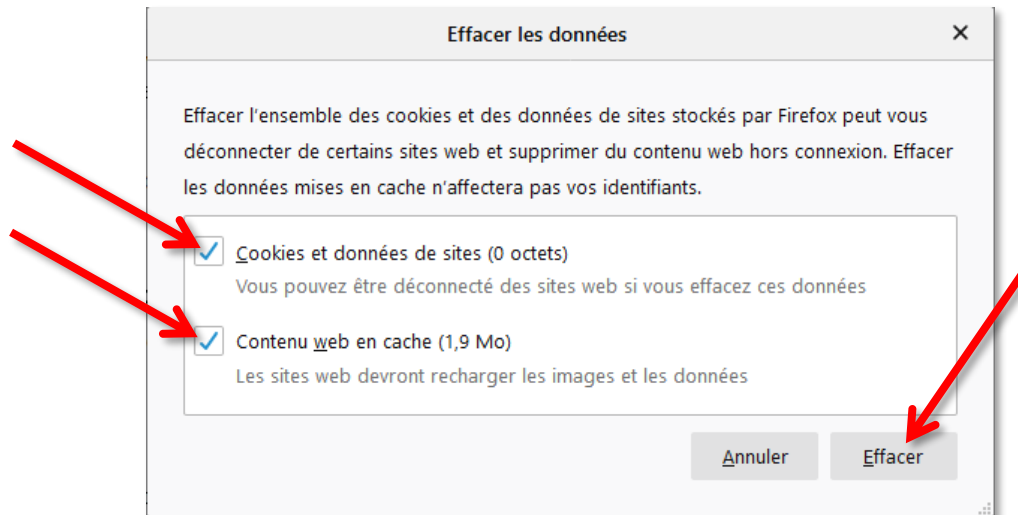 Effacer les données
Effacer l'ensemble des cookies et des données de sites stockés par Firefox peut vous
déconnecter de certains sites web et supprimer du contenu web hors connexion. Effacer
les données mises en cache n'affectera pas vos identifiants.
Cookies et données de sites (0 octets)
Vous pouvez être déconnecté des sites web si vous effacez ces données
Contenu web en cache (1,9 Mo)
Les sites web devront recharger les images et les données
Annuler Effacer